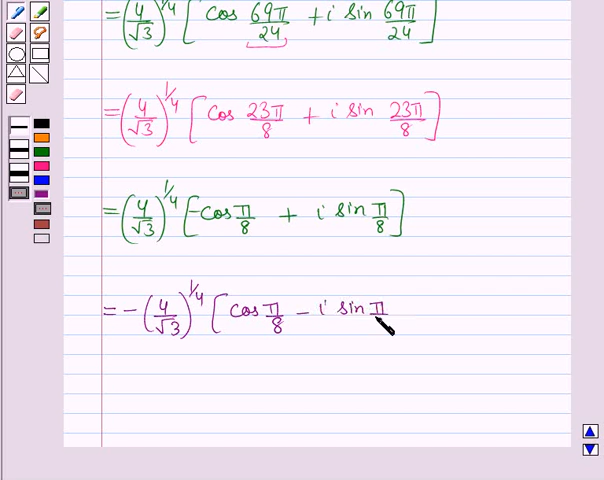 = (4/√3)^1/4 [ cos 69π/24 + i sin 69π/24 ]
= (4/√3)^1/4 [ cos 23π/8 + i sin 23π/8 ]
= (4/√3)^1/4 [ -cos π/8 + i sin π/8 ]
= - (4/√3)^1/4 [ cos π/8 - i sin π